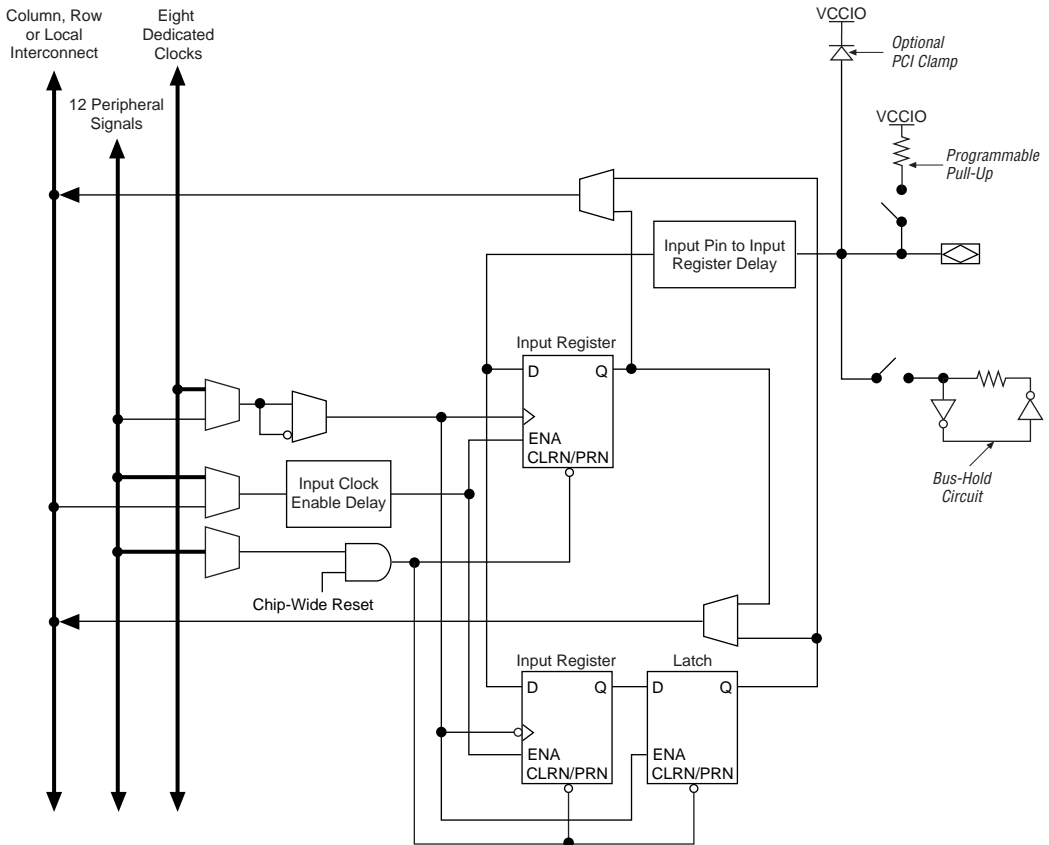 Column, Row
or Local
Interconnect
Eight
Dedicated
Clocks
12 Peripheral
Signals
VCCIO
Optional
PCI Clamp
VCCIO
Programmable
Pull-Up
Input Pin to Input
Register Delay
Input Register
D
Q
ENA
CLRN/PRN
Input Clock
Enable Delay
Chip-Wide Reset
Bus-Hold
Circuit
Input Register
D
Q
ENA
CLRN/PRN
Latch
D
Q
ENA
CLRN/PRN